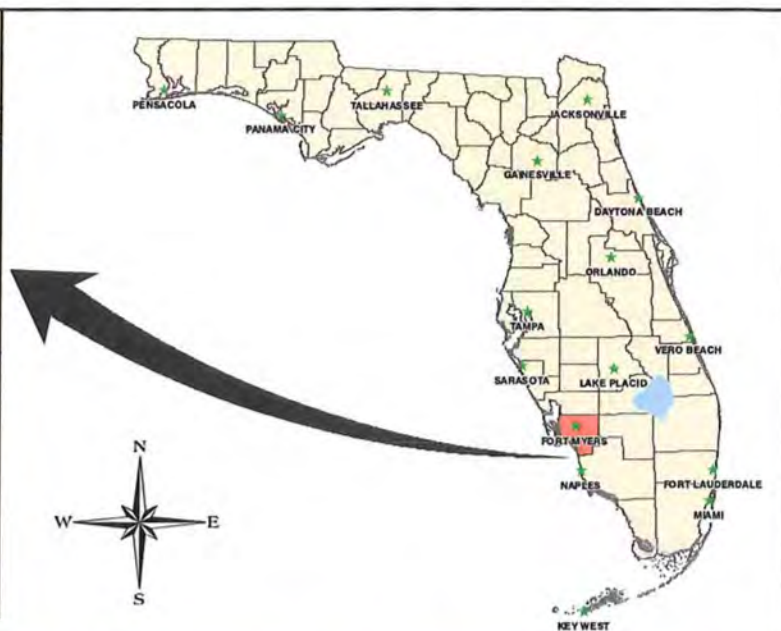 PENSACOLA
TALLAHASSEE
JACKSONVILLE
PANAMA CITY
GAINESVILLE
DAYTONA BEACH
ORLANDO
TAMPA
VERO BEACH
SARASOTA
LAKE PLACID
FORT MYERS
NAPLES
FORT LAUDERDALE
MIAMI
KEY WEST
N
W
E
S